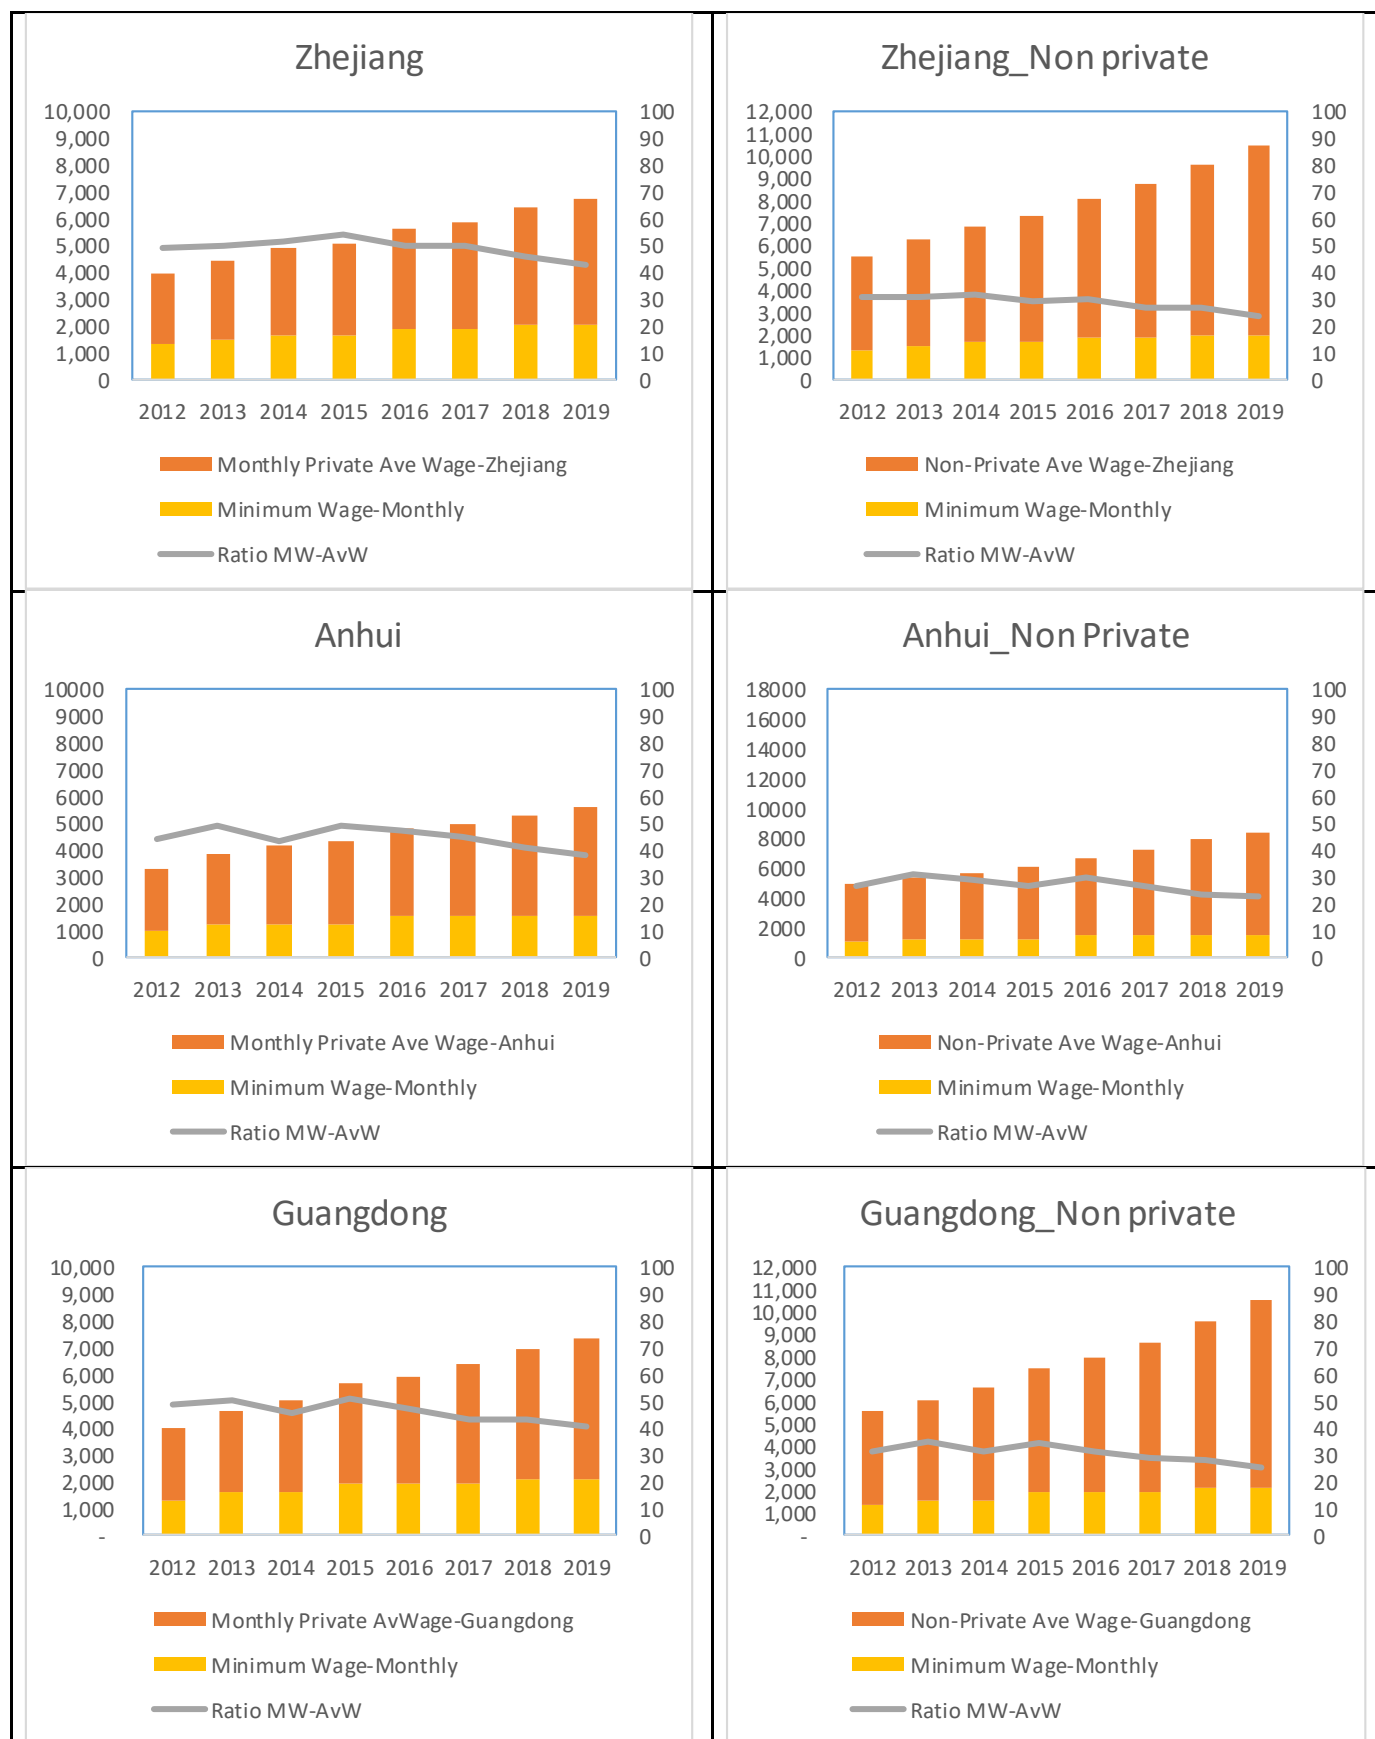 Zhejiang
10,000 100
9,000 90
8,000 80
7,000 70
6,000 60
5,000 50
4,000 40
3,000 30
2,000 20
1,000 10
0 0
2012 2013 2014 2015 2016 2017 2018 2019
Monthly Private Ave Wage-Zhejiang
Minimum Wage-Monthly
Ratio MW-AvW
Zhejiang_Non private
12,000 100
11,000 90
10,000 80
9,000 70
8,000 60
7,000 50
6,000 40
5,000 30
4,000 20
3,000 10
2,000 0
1,000
0
2012 2013 2014 2015 2016 2017 2018 2019
Non-Private Ave Wage-Zhejiang
Minimum Wage-Monthly
Ratio MW-AvW
Anhui
10000 100
9000 90
8000 80
7000 70
6000 60
5000 50
4000 40
3000 30
2000 20
1000 10
0 0
2012 2013 2014 2015 2016 2017 2018 2019
Monthly Private Ave Wage-Anhui
Minimum Wage-Monthly
Ratio MW-AvW
Anhui_Non Private
18000 100
16000 90
14000 80
12000 70
10000 60
8000 50
6000 40
4000 30
2000 20
0 10
0
2012 2013 2014 2015 2016 2017 2018 2019
Non-Private Ave Wage-Anhui
Minimum Wage-Monthly
Ratio MW-AvW
Guangdong
10,000 100
9,000 90
8,000 80
7,000 70
6,000 60
5,000 50
4,000 40
3,000 30
2,000 20
1,000 10
- 0
2012 2013 2014 2015 2016 2017 2018 2019
Monthly Private AvWage-Guangdong
Minimum Wage-Monthly
Ratio MW-AvW
Guangdong_Non private
12,000 100
11,000 90
10,000 80
9,000 70
8,000 60
7,000 50
6,000 40
5,000 30
4,000 20
3,000 10
2,000 0
1,000
-
2012 2013 2014 2015 2016 2017 2018 2019
Non-Private Ave Wage-Guangdong
Minimum Wage-Monthly
Ratio MW-AvW